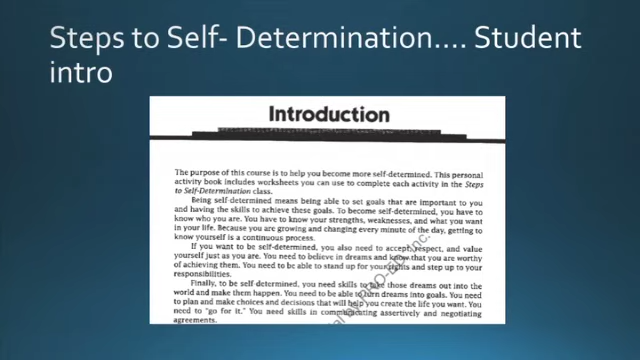 Steps to Self- Determination.... Student
intro
Introduction
The purpose of this course is to help you become more self-determined. This personal
activity book includes worksheets you can use to complete each activity in the Steps
to Self-Determination class.
Being self-determined means being able to set goals that are important to you
and having the skills to achieve these goals. To become self-determined, you have to
know who you are. You have to know your strengths, weaknesses, and what you want
in your life. Because you are growing and changing every minute of the day, getting to
know yourself is a continuous process.
If you want to be self-determined, you also need to accept, respect, and value
yourself just as you are. You need to believe in dreams and know that you are worthy
of achieving them. You need to be able to stand up for your rights and step up to your
responsibilities.
Finally, to be self-determined, you need skills to take those dreams out into the
world and make them happen. You need to be able to turn dreams into goals. You need
to plan and make choices and decisions that will help you create the life you want. You
need to "go for it." You need skills in communicating assertively and negotiating
agreements.
PRO-ED, Inc.